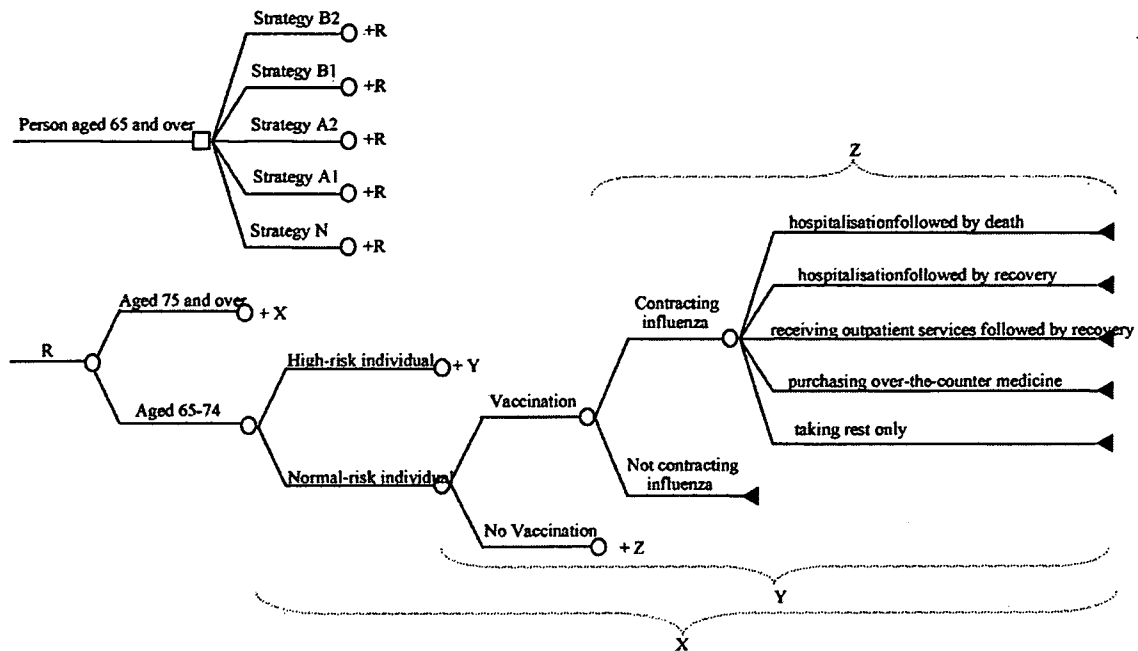 Strategy B2
+R
Strategy B1
+R
Person aged 65 and over
Strategy A2
+R
Strategy A1
+R
Strategy N
+R
Z
hospitalisationfollowed by death
hospitalisationfollowed by recovery
Contracting
influenza
receiving outpatient services followed by recovery
purchasing over-the-counter medicine
taking rest only
Aged 75 and over
+ X
R
High-risk individual
+ Y
Aged 65-74
Vaccination
Not contracting
influenza
Normal-risk individual
No Vaccination
+ Z
Y
X